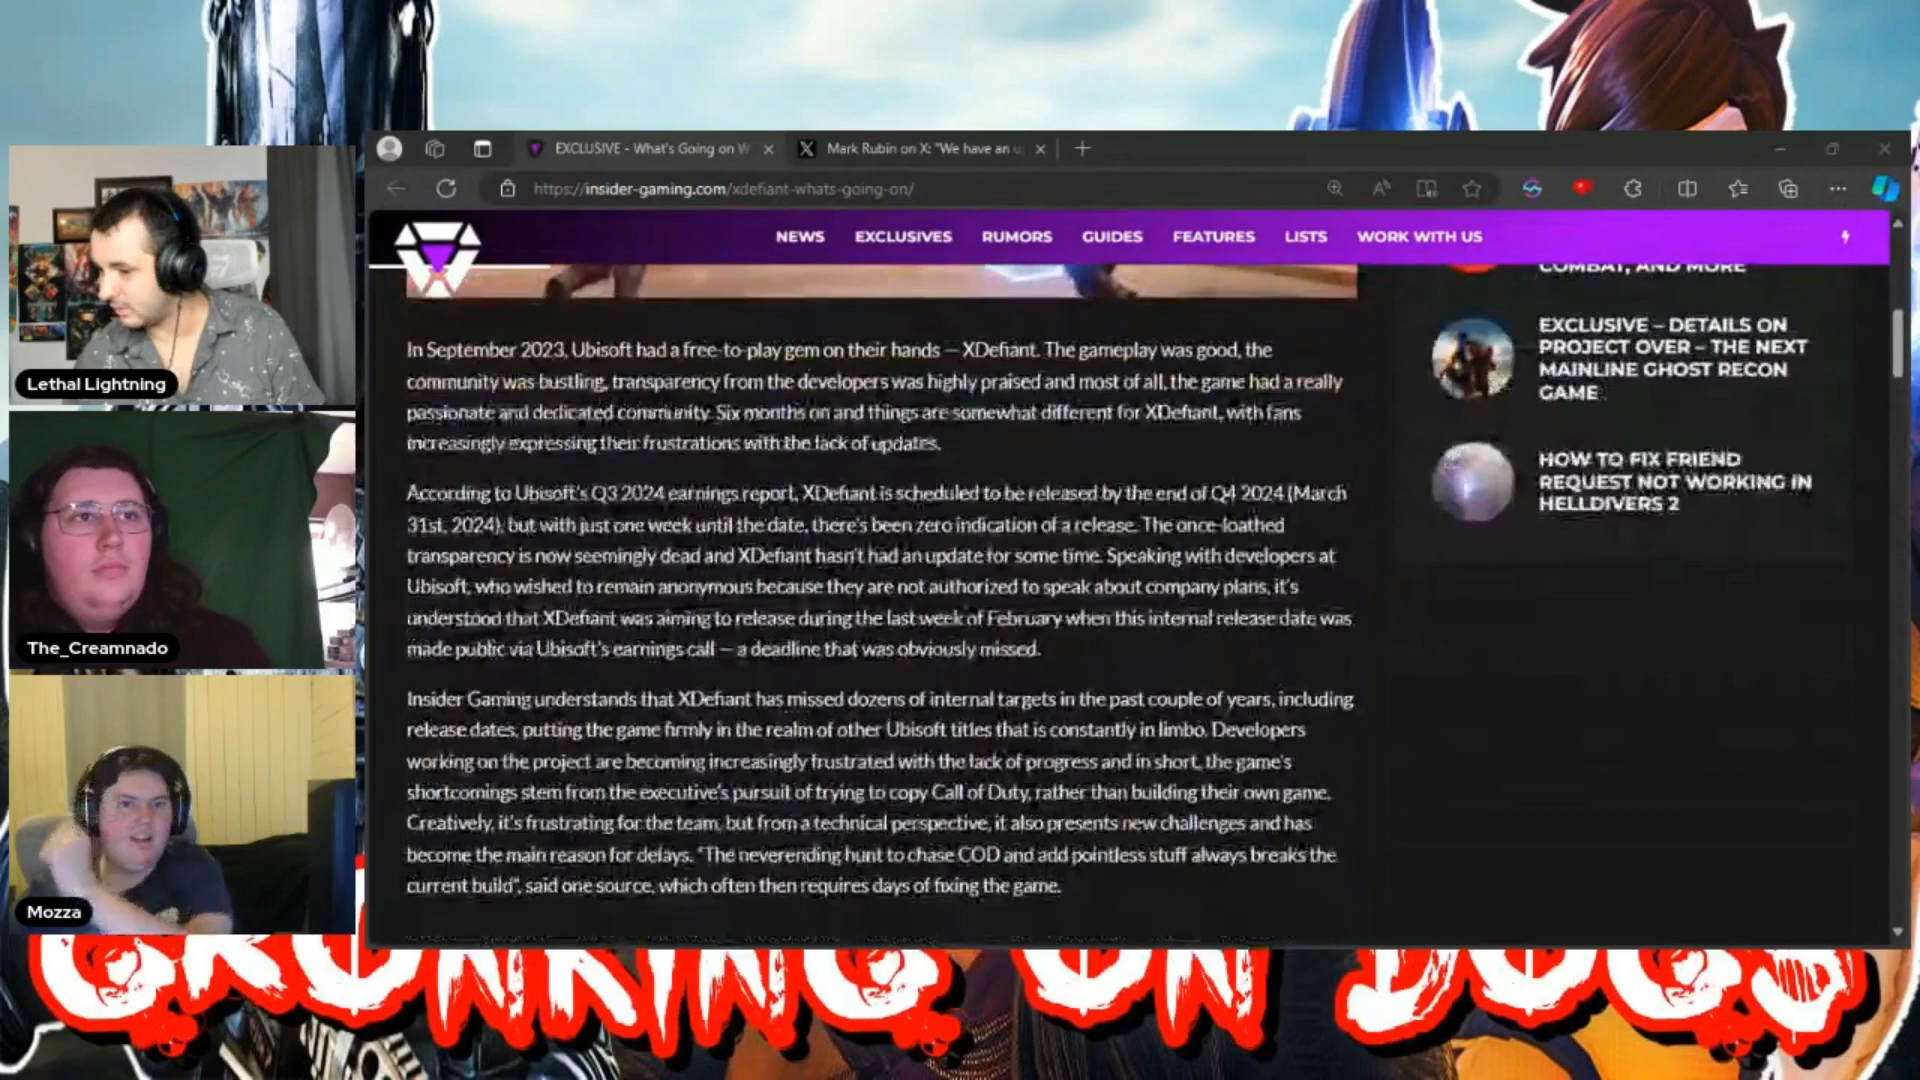 EXCLUSIVE - What's Going on W
Mark Rubin on X: "We have an u
https://insider-gaming.com/xdefiant-whats-going-on/
NEWS EXCLUSIVES RUMORS GUIDES FEATURES LISTS WORK WITH US
COMBAT, AND MORE
In September 2023, Ubisoft had a free-to-play gem on their hands – XDefiant. The gameplay was good, the
community was bustling, transparency from the developers was highly praised and most of all, the game had a really
passionate and dedicated community. Six months on and things are somewhat different for XDefiant, with fans
increasingly expressing their frustrations with the lack of updates.
According to Ubisoft's Q3 2024 earnings report, XDefiant is scheduled to be released by the end of Q4 2024 (March
31st, 2024), but with just one week until the date, there's been zero indication of a release. The once-loathed
transparency is now seemingly dead and XDefiant hasn't had an update for some time. Speaking with developers at
Ubisoft, who wished to remain anonymous because they are not authorized to speak about company plans, it's
understood that XDefiant was aiming to release during the last week of February when this internal release date was
made public via Ubisoft's earnings call – a deadline that was obviously missed.
Insider Gaming understands that XDefiant has missed dozens of internal targets in the past couple of years, including
release dates, putting the game firmly in the realm of other Ubisoft titles that is constantly in limbo. Developers
working on the project are becoming increasingly frustrated with the lack of progress and in short, the game's
shortcomings stem from the executive's pursuit of trying to copy Call of Duty, rather than building their own game.
Creatively, it's frustrating for the team, but from a technical perspective, it also presents new challenges and has
become the main reason for delays. "The neverending hunt to chase COD and add pointless stuff always breaks the
current build", said one source, which often then requires days of fixing the game.
EXCLUSIVE – DETAILS ON
PROJECT OVER – THE NEXT
MAINLINE GHOST RECON
GAME
HOW TO FIX FRIEND
REQUEST NOT WORKING IN
HELLDIVERS 2
Lethal Lightning
The_Creamnado
Mozza
ON DOGS